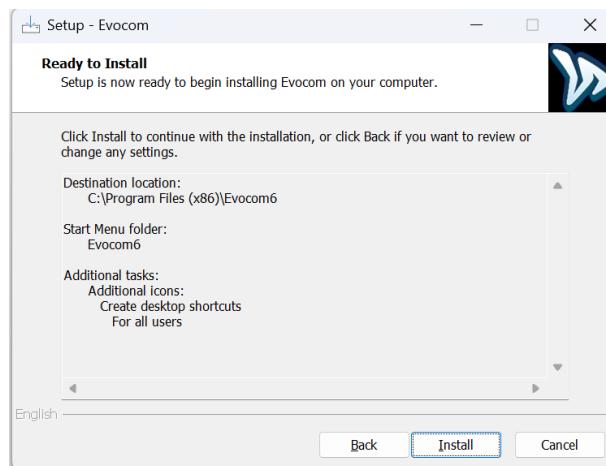 Setup - Evocom
Ready to Install
Setup is now ready to begin installing Evocom on your computer.
Click Install to continue with the installation, or click Back if you want to review or
change any settings.
Destination location:
C:\Program Files (x86)\Evocom6
Start Menu folder:
Evocom6
Additional tasks:
Additional icons:
Create desktop shortcuts
For all users
English
Back
Install
Cancel